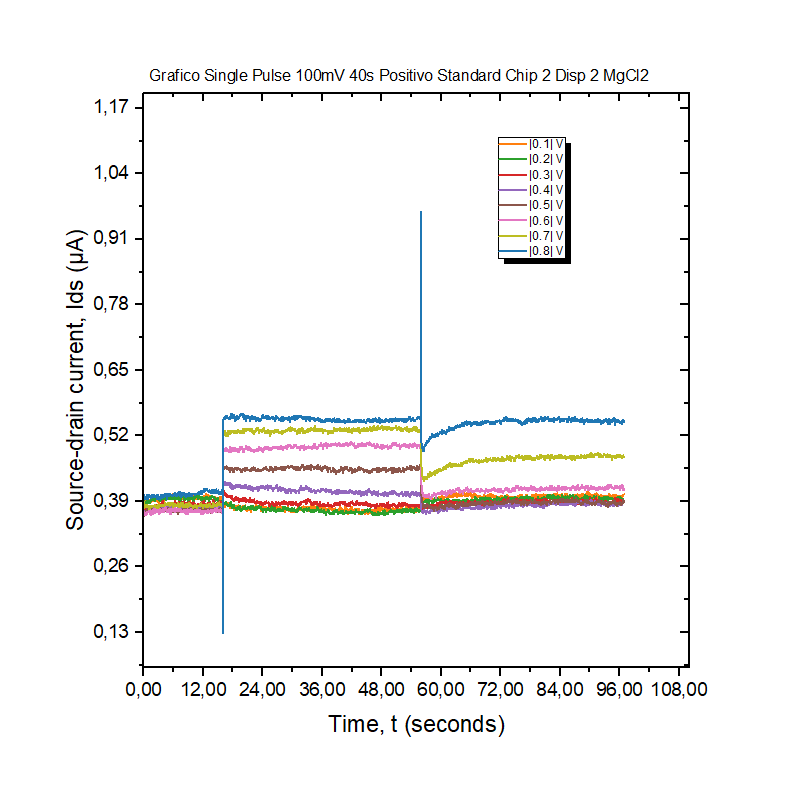 Grafico Single Pulse 100mV 40s Positivo Standard Chip 2 Disp 2 MgCl2
1,17
1,04
0,91
0,78
0,65
0,52
0,39
0,26
0,13
Source-drain current, Ids (μA)
|0.1| V
|0.2| V
|0.3| V
|0.4| V
|0.5| V
|0.6| V
|0.7| V
|0.8| V
0,00 12,00 24,00 36,00 48,00 60,00 72,00 84,00 96,00 108,00
Time, t (seconds)